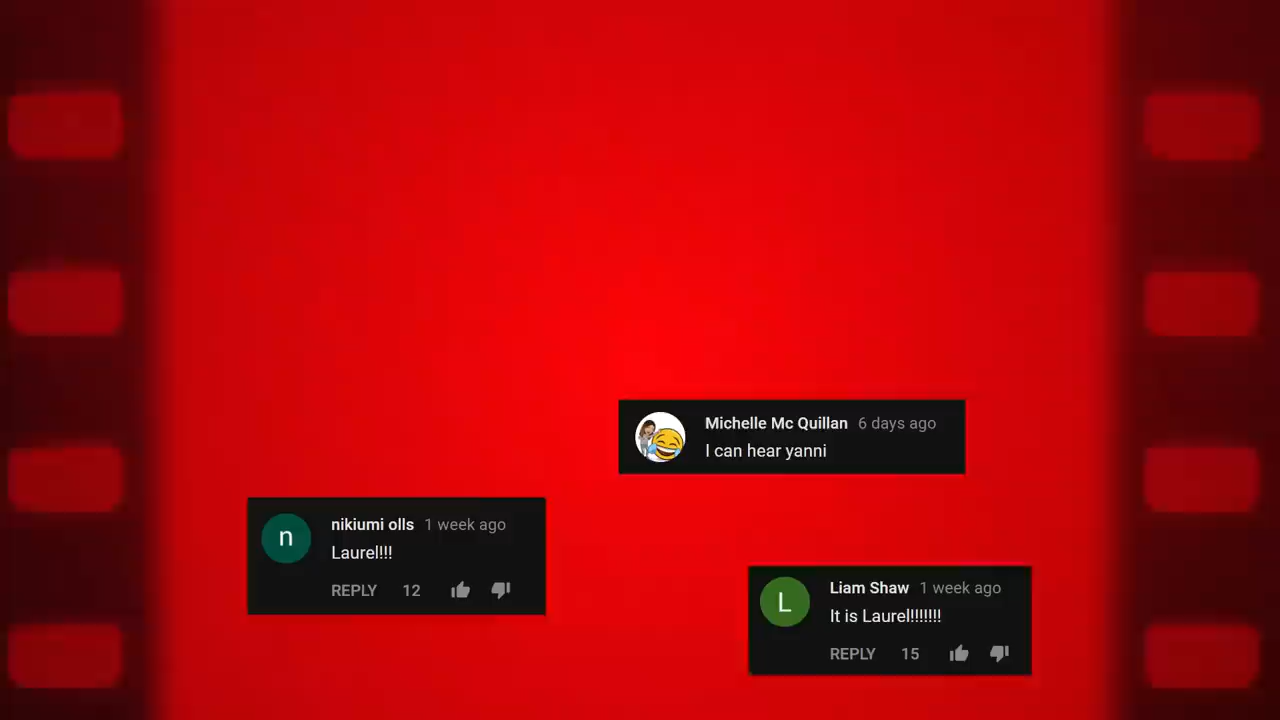 Michelle Mc Quillan 6 days ago
I can hear yanni
nikiumi olls 1 week ago
Laurel!!!
REPLY 12
Liam Shaw 1 week ago
It is Laurel!!!!!!!
REPLY 15